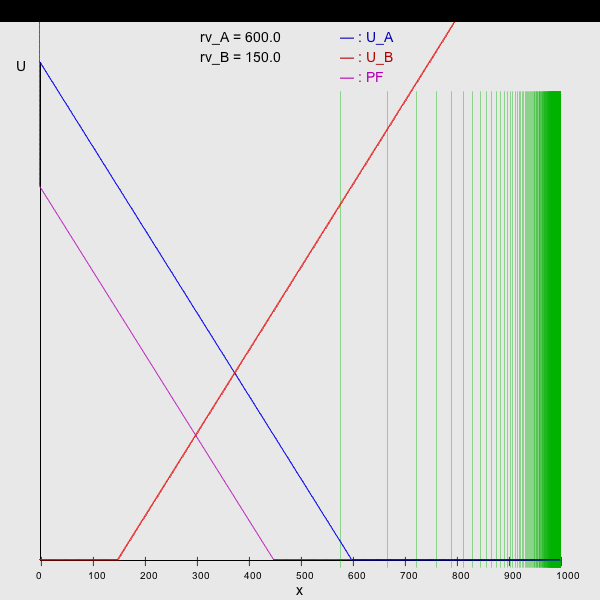 rv_A = 600.0 — : U_A
rv_B = 150.0 — : U_B
U
— : PF
0 100 200 300 400 500 600 700 800 900 1000
x